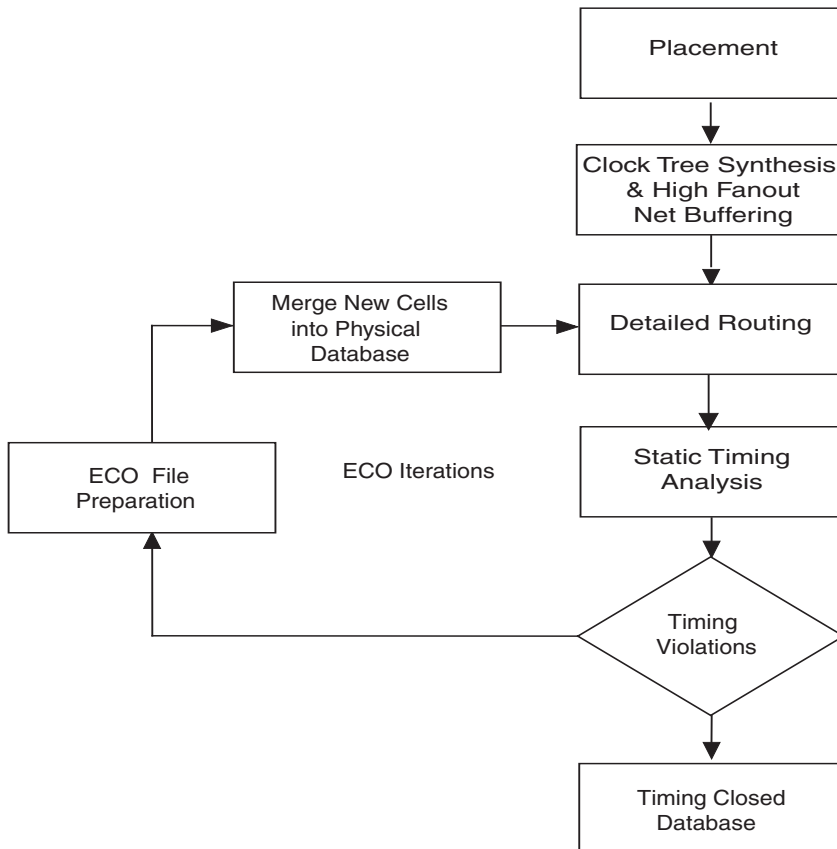 Placement
Clock Tree Synthesis
& High Fanout
Net Buffering
Merge New Cells
into Physical
Database
Detailed Routing
ECO File
Preparation
ECO Iterations
Static Timing
Analysis
Timing
Violations
Timing Closed
Database